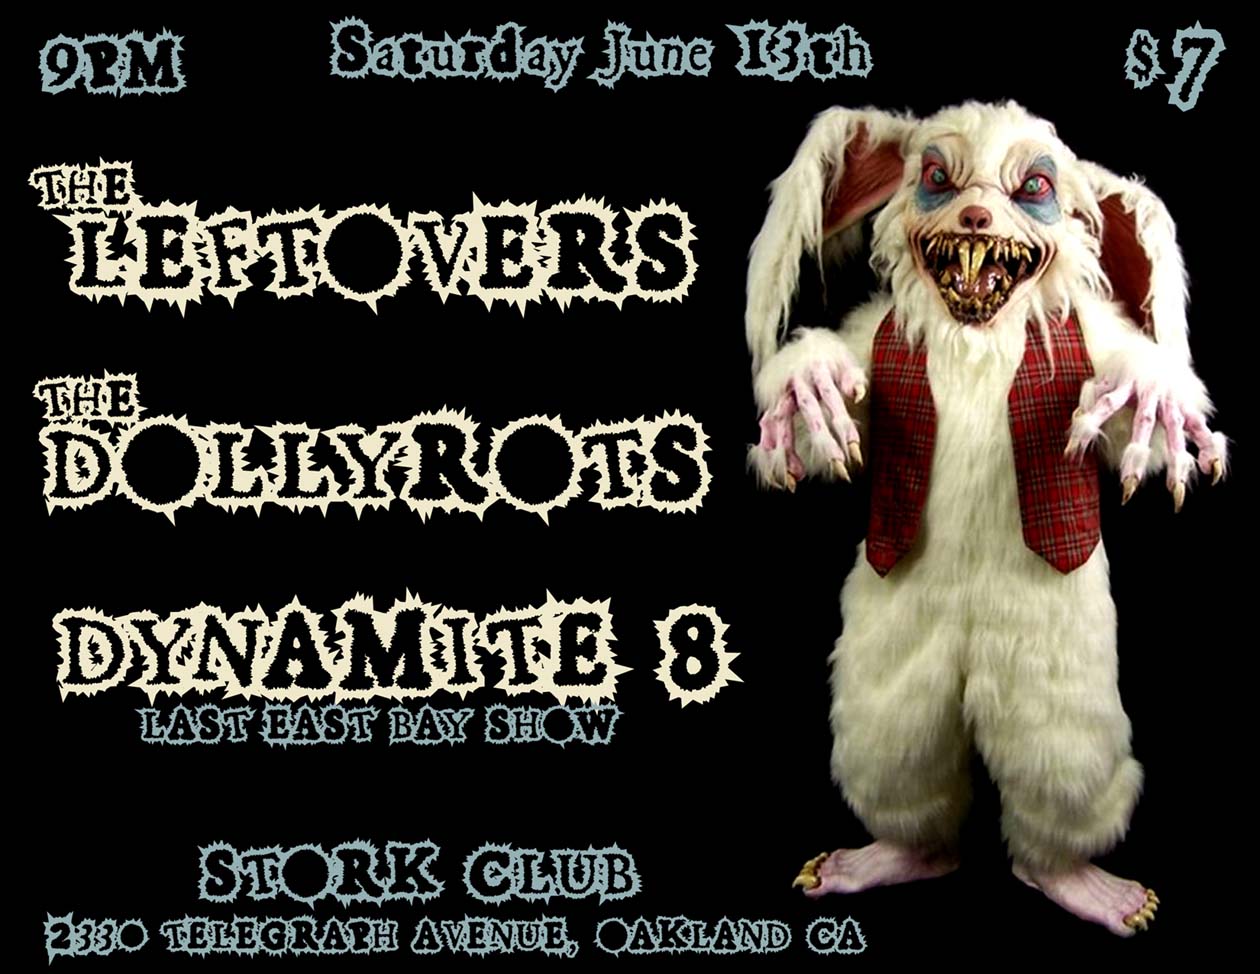 9PM Saturday June 13th $7
THE
LEFTOVERS
THE
DOLLYROTS
DYNAMITE 8
LAST EAST BAY SHOW
STORK CLUB
2330 TELEGRAPH AVENUE, OAKLAND CA